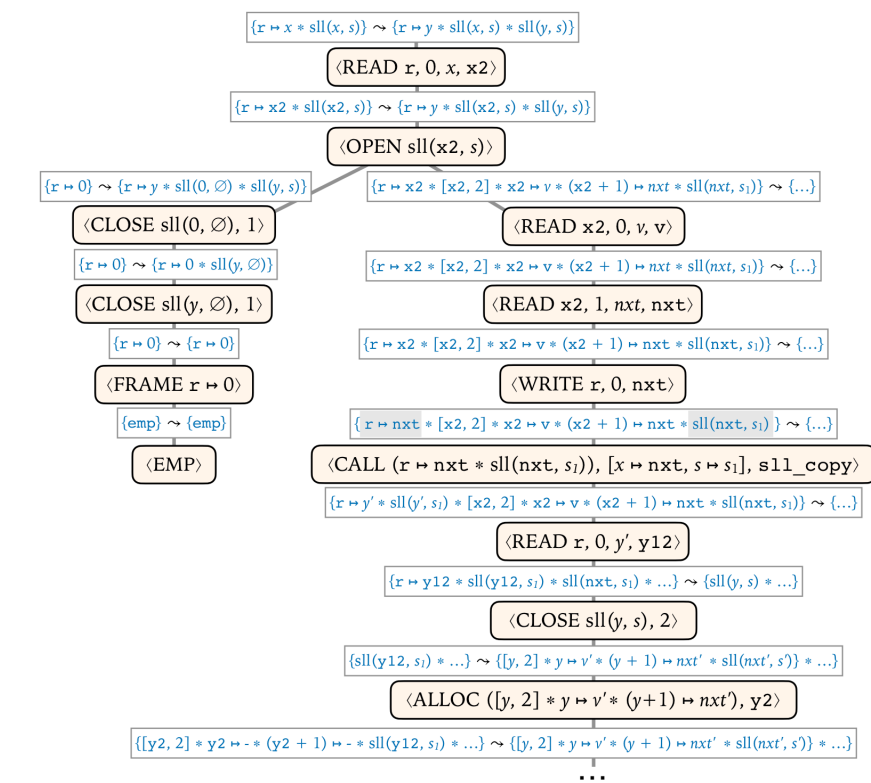 {r ↦ x * sll(x, s)} ⤳ {r ↦ y * sll(x, s) * sll(y, s)}
⟨READ r, 0, x, x2⟩
{r ↦ x2 * sll(x2, s)} ⤳ {r ↦ y * sll(x2, s) * sll(y, s)}
⟨OPEN sll(x2, s)⟩
{r ↦ 0} ⤳ {r ↦ y * sll(0, ∅) * sll(y, s)}
⟨CLOSE sll(0, ∅), 1⟩
{r ↦ 0} ⤳ {r ↦ 0 * sll(y, ∅)}
⟨CLOSE sll(y, ∅), 1⟩
{r ↦ 0} ⤳ {r ↦ 0}
⟨FRAME r ↦ 0⟩
{emp} ⤳ {emp}
⟨EMP⟩
{r ↦ x2 * [x2, 2] * x2 ↦ v * (x2 + 1) ↦ nxt * sll(nxt, s₁)} ⤳ {...}
⟨READ x2, 0, v, v⟩
{r ↦ x2 * [x2, 2] * x2 ↦ v * (x2 + 1) ↦ nxt * sll(nxt, s₁)} ⤳ {...}
⟨READ x2, 1, nxt, nxt⟩
{r ↦ x2 * [x2, 2] * x2 ↦ v * (x2 + 1) ↦ nxt * sll(nxt, s₁)} ⤳ {...}
⟨WRITE r, 0, nxt⟩
{ r ↦ nxt * [x2, 2] * x2 ↦ v * (x2 + 1) ↦ nxt * sll(nxt, s₁) } ⤳ {...}
⟨CALL (r ↦ nxt * sll(nxt, s₁)), [x ↦ nxt, s ↦ s₁], sll_copy⟩
{r ↦ y′ * sll(y′, s₁) * [x2, 2] * x2 ↦ v * (x2 + 1) ↦ nxt * sll(nxt, s₁)} ⤳ {...}
⟨READ r, 0, y′, y12⟩
{r ↦ y12 * sll(y12, s₁) * sll(nxt, s₁) * ...} ⤳ {sll(y, s) * ...}
⟨CLOSE sll(y, s), 2⟩
{sll(y12, s₁) * ...} ⤳ {[y, 2] * y ↦ v′ * (y + 1) ↦ nxt′ * sll(nxt′, s′)} * ...}
⟨ALLOC ([y, 2] * y ↦ v′ * (y+1) ↦ nxt′), y2⟩
{[y2, 2] * y2 ↦ - * (y2 + 1) ↦ - * sll(y12, s₁) * ...} ⤳ {[y, 2] * y ↦ v′ * (y + 1) ↦ nxt′ * sll(nxt′, s′)} * ...}
...